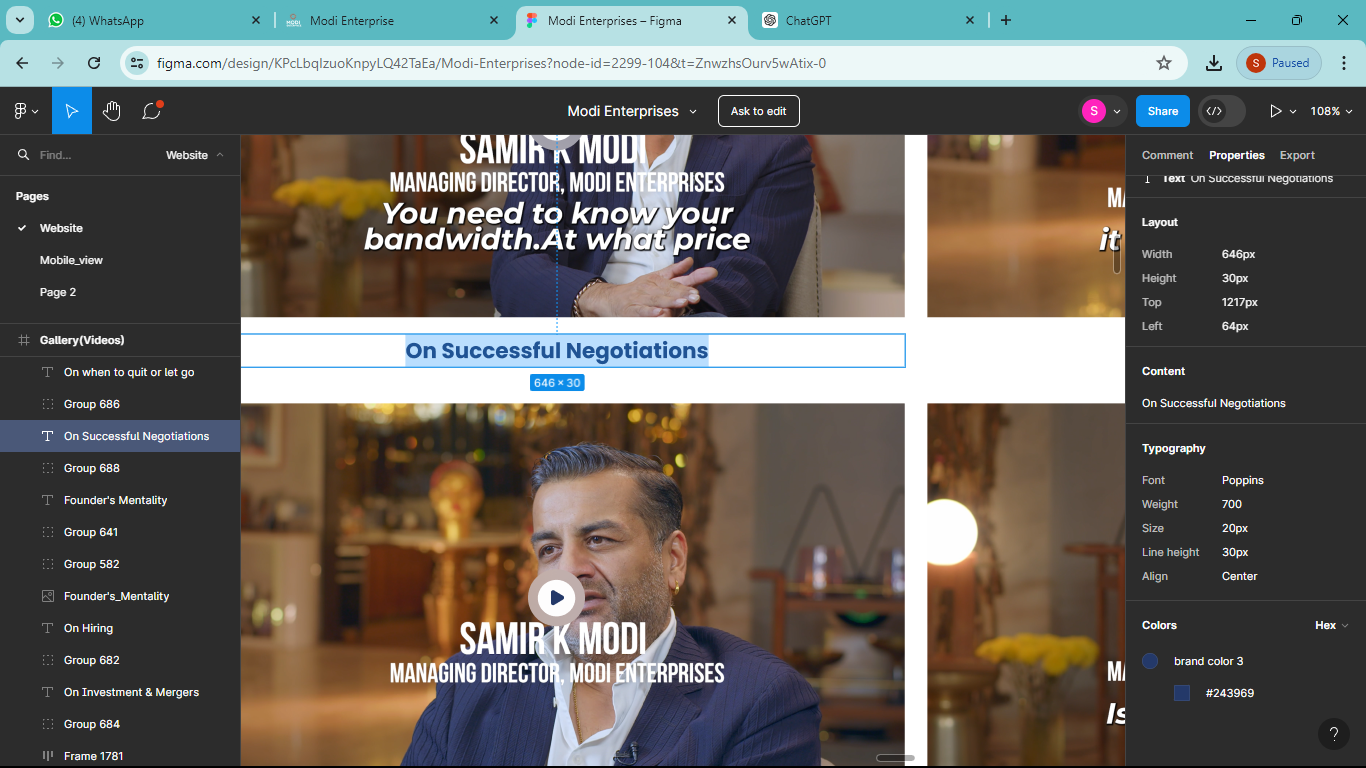 (4) WhatsApp
Modi Enterprise
Modi Enterprises – Figma
ChatGPT
figma.com/design/KPcLbqIzuoKnpyLQ42TaEa/Modi-Enterprises?node-id=2299-104&t=ZnwzhsOurv5wAtix-0
S Paused
Modi Enterprises
Ask to edit
S
Share
108%
Find...
Website
Pages
Website
Mobile_view
Page 2
Gallery(Videos)
On when to quit or let go
Group 686
On Successful Negotiations
Group 688
Founder's Mentality
Group 641
Group 582
Founder's_Mentality
On Hiring
Group 682
On Investment & Mergers
Group 684
Frame 1781
SAMIR K MODI
MANAGING DIRECTOR, MODI ENTERPRISES
You need to know your
bandwidth.At what price
MA
it
On Successful Negotiations
646 × 30
SAMIR K MODI
MANAGING DIRECTOR, MODI ENTERPRISES
MA
Is
Comment
Properties
Export
Text On Successful Negotiations
Layout
Width 646px
Height 30px
Top 1217px
Left 64px
Content
On Successful Negotiations
Typography
Font Poppins
Weight 700
Size 20px
Line height 30px
Align Center
Colors
Hex
brand color 3
#243969
?